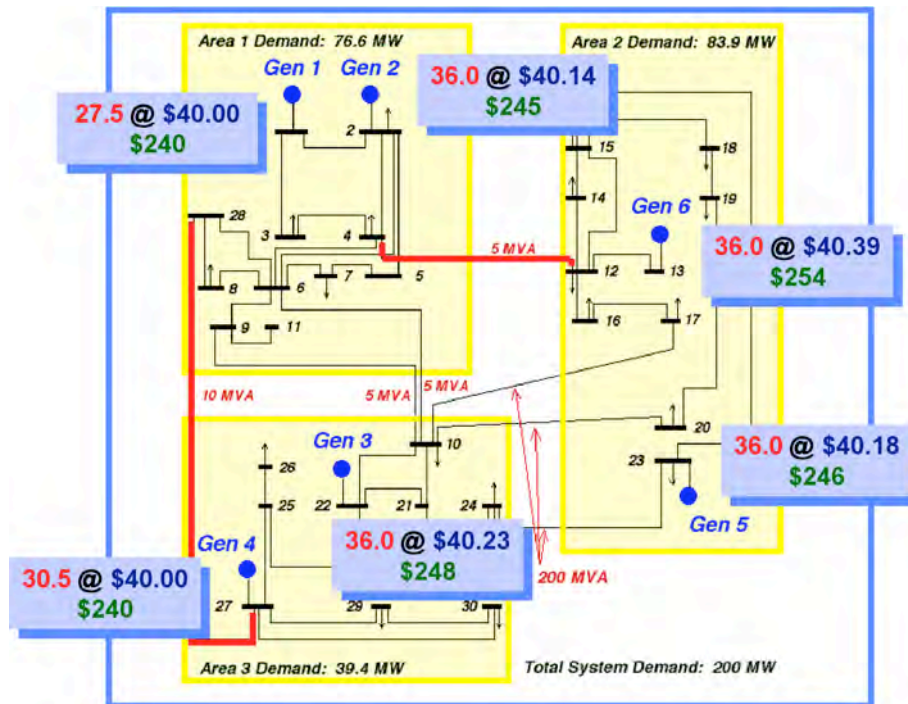 Area 1 Demand: 76.6 MW
Area 2 Demand: 83.9 MW
Gen 1
Gen 2
36.0 @ $40.14
$245
27.5 @ $40.00
$240
2
15
18
14
19
28
Gen 6
3
4
5 MVA
36.0 @ $40.39
$254
8
6
7
5
12
13
9
11
16
17
10 MVA
5 MVA
5 MVA
10
20
Gen 3
26
23
36.0 @ $40.18
$246
25
22
21
24
Gen 5
Gen 4
36.0 @ $40.23
$248
200 MVA
30.5 @ $40.00
$240
27
29
30
Area 3 Demand: 39.4 MW
Total System Demand: 200 MW